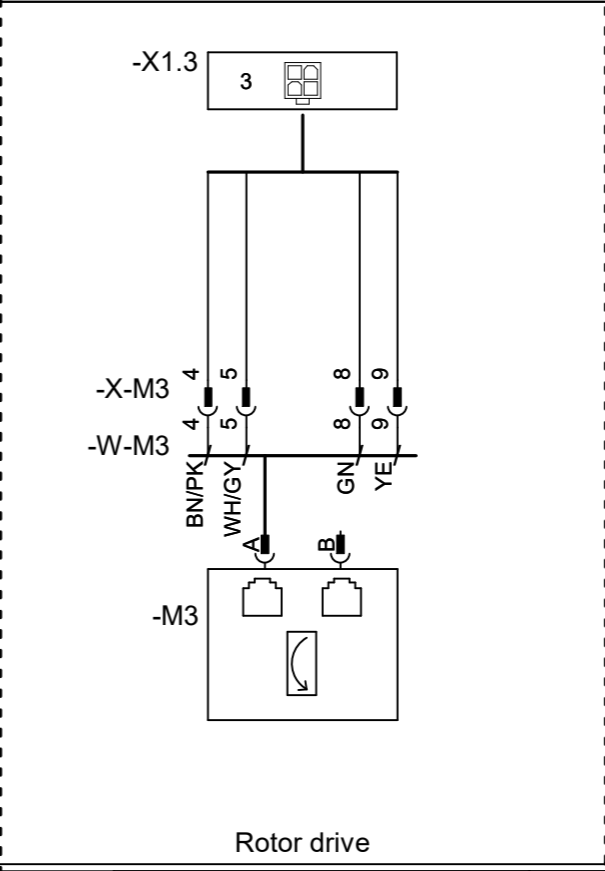 -X1.3
3
4 5 8 9
-X-M3
4 5 8 9
-W-M3
BN/PK WH/GY GN YE
A B
-M3
Rotor drive